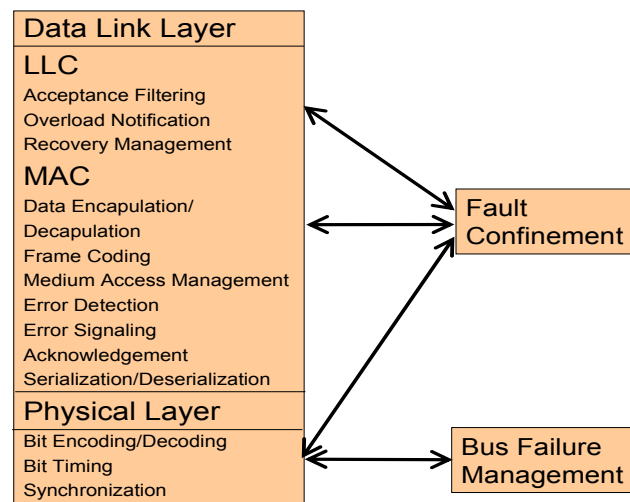 Data Link Layer
LLC
Acceptance Filtering
Overload Notification
Recovery Management
MAC
Data Encapulation/
Decapulation
Frame Coding
Medium Access Management
Error Detection
Error Signaling
Acknowledgement
Serialization/Deserialization
Physical Layer
Bit Encoding/Decoding
Bit Timing
Synchronization
Fault
Confinement
Bus Failure
Management